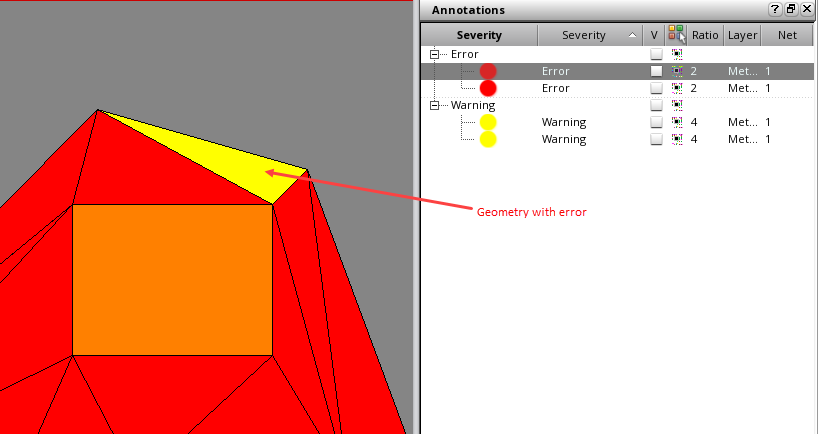 Annotations
Severity Severity V Ratio Layer Net
Error
Error 2 Met... 1
Error 2 Met... 1
Warning
Warning 4 Met... 1
Warning 4 Met... 1
Geometry with error